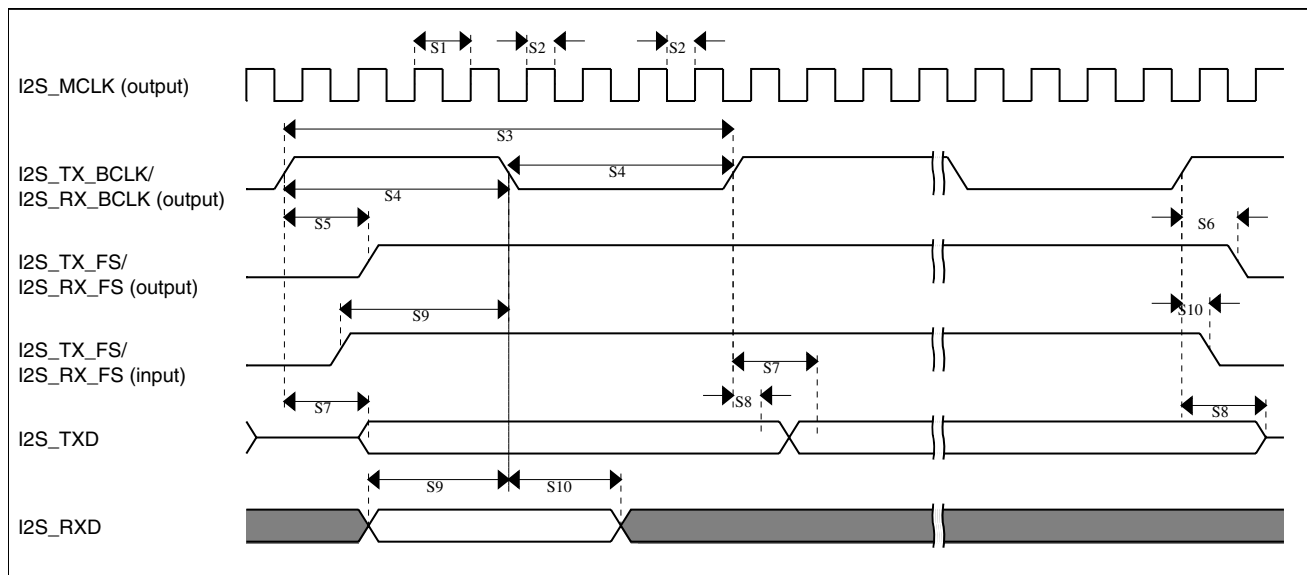 S1
S2
S2
I2S_MCLK (output)
S3
I2S_TX_BCLK/
I2S_RX_BCLK (output)
S4
S4
S5
S6
I2S_TX_FS/
I2S_RX_FS (output)
S9
S10
I2S_TX_FS/
I2S_RX_FS (input)
S7
S7
S8
S8
I2S_TXD
S9
S10
I2S_RXD